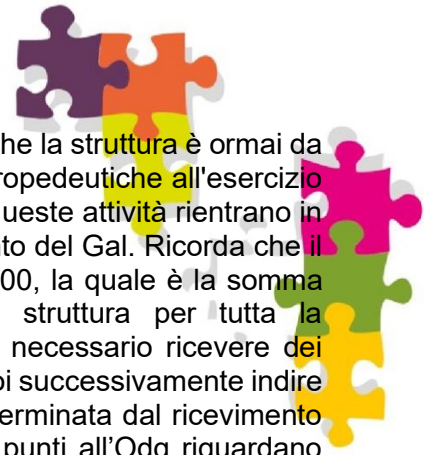 he la struttura è ormai da
ropedeutiche all'esercizio
ueste attività rientrano in
to del Gal. Ricorda che il
00, la quale è la somma
struttura per tutta la
necessario ricevere dei
oi successivamente indire
erminata dal ricevimento
punti all'Odg riguardano